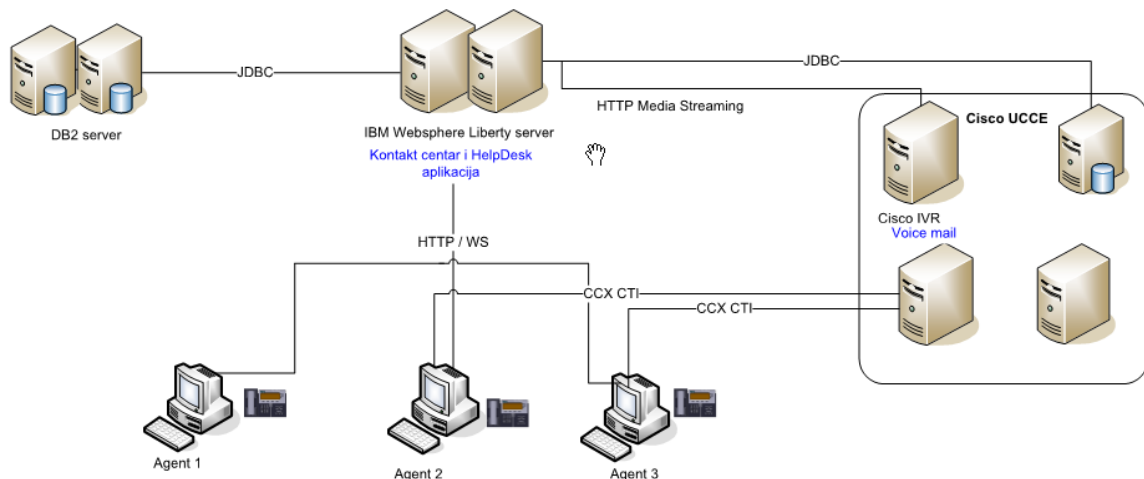 JDBC
JDBC
HTTP Media Streaming
Cisco UCCE
DB2 server
IBM Websphere Liberty server
Kontakt centar i HelpDesk
aplikacija
Cisco IVR
Voice mail
HTTP / WS
CCX CTI
CCX CTI
Agent 1
Agent 2
Agent 3